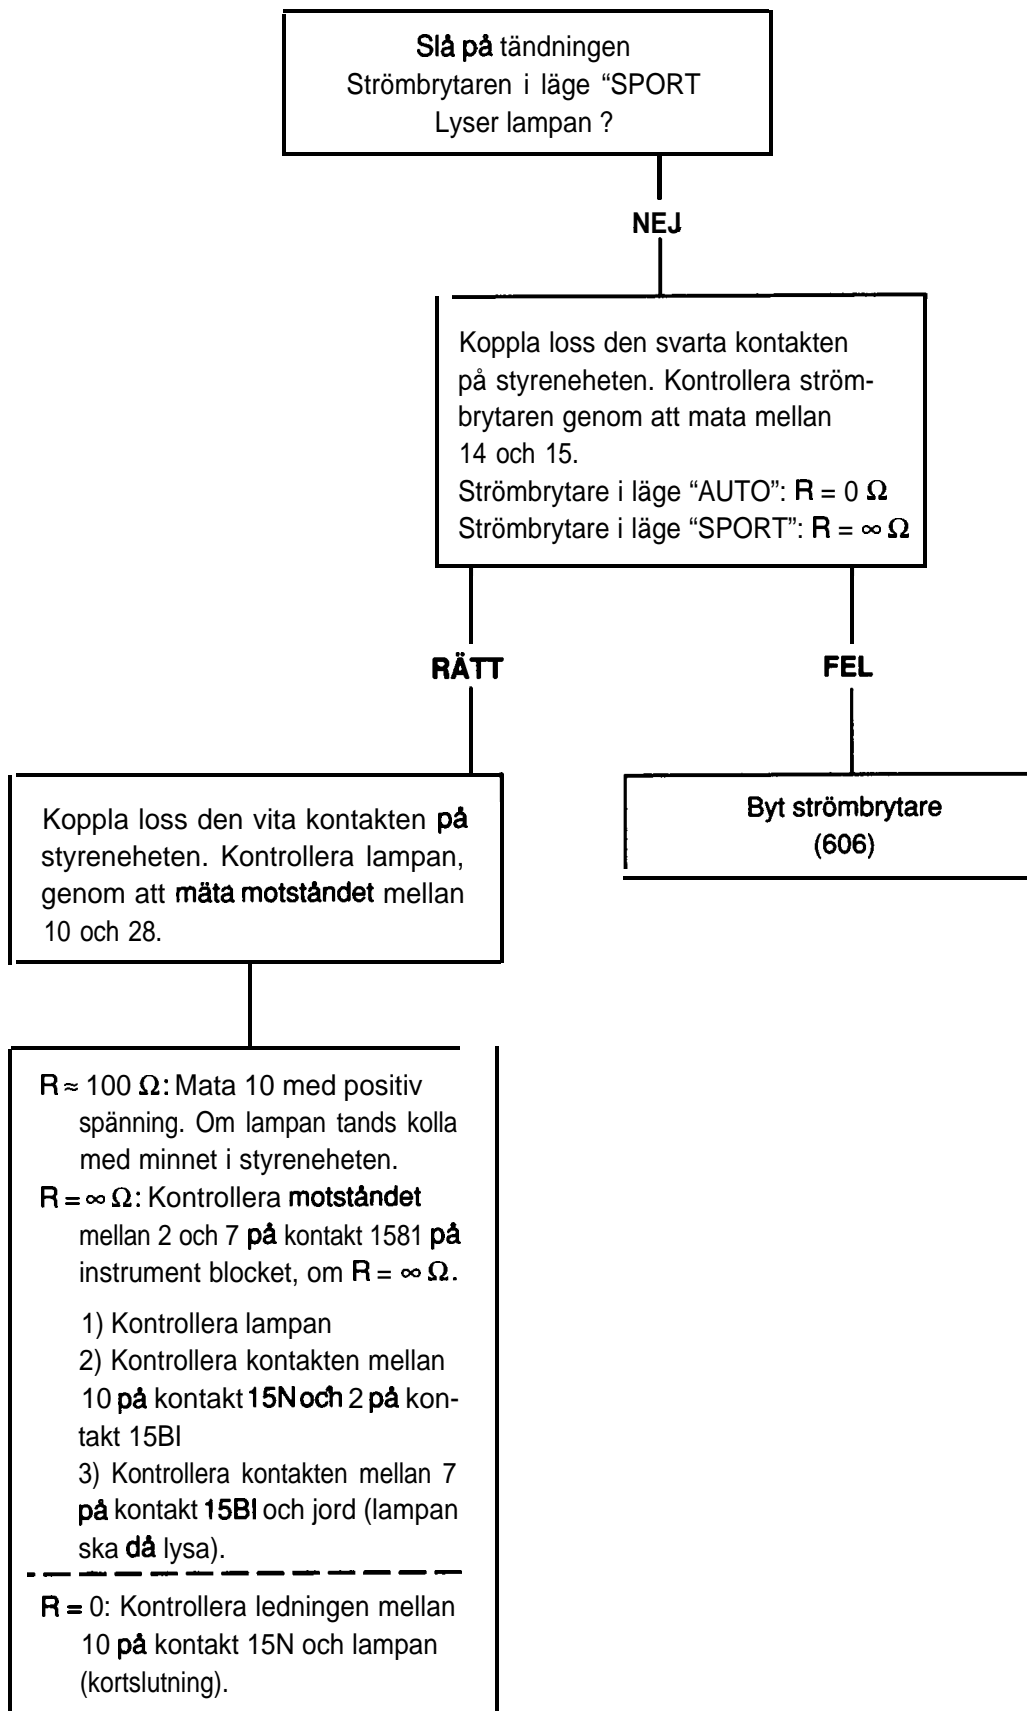 Slå på tändningen
Strömbrytaren i läge “SPORT
Lyser lampan ?
NEJ
Koppla loss den svarta kontakten
på styreneheten. Kontrollera ström-
brytaren genom att mata mellan
14 och 15.
Strömbrytare i läge “AUTO”: R = 0 Ω
Strömbrytare i läge “SPORT”: R = ∞ Ω
RÄTT
FEL
Koppla loss den vita kontakten på
styreneheten. Kontrollera lampan,
genom att mäta motståndet mellan
10 och 28.
Byt strömbrytare
(606)
R ≈ 100 Ω: Mata 10 med positiv
spänning. Om lampan tands kolla
med minnet i styreneheten.
R = ∞ Ω: Kontrollera motståndet
mellan 2 och 7 på kontakt 1581 på
instrument blocket, om R = ∞ Ω.
1) Kontrollera lampan
2) Kontrollera kontakten mellan
10 på kontakt 15N och 2 på kon-
takt 15BI
3) Kontrollera kontakten mellan 7
på kontakt 15BI och jord (lampan
ska då lysa).
R = 0: Kontrollera ledningen mellan
10 på kontakt 15N och lampan
(kortslutning).